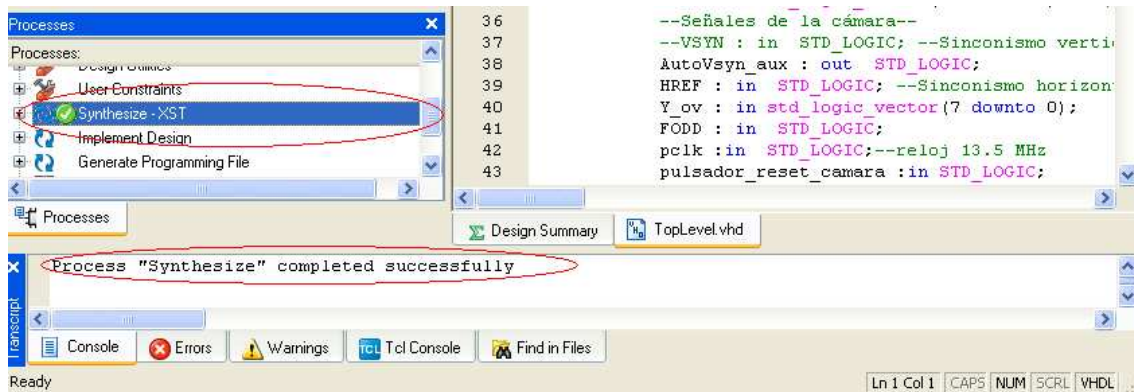 Processes
Processes:
Design Utilities
User Constraints
Synthesize - XST
Implement Design
Generate Programming File
Processes
36 --Señales de la cámara--
37 --VSYN : in STD_LOGIC; --Sinconismo verti
38 AutoVsyn_aux : out STD_LOGIC;
39 HREF : in STD_LOGIC; --Sinconismo horizon
40 Y_ov : in std_logic_vector(7 downto 0);
41 FODD : in STD_LOGIC;
42 pclk :in STD_LOGIC;--reloj 13.5 MHz
43 pulsador_reset_camara :in STD_LOGIC;
Design Summary
TopLevel.vhd
Process "Synthesize" completed successfully
Transcript
Console
Errors
Warnings
TCL Tcl Console
Find in Files
Ready
Ln 1 Col 1 CAPS NUM SCRL VHDL